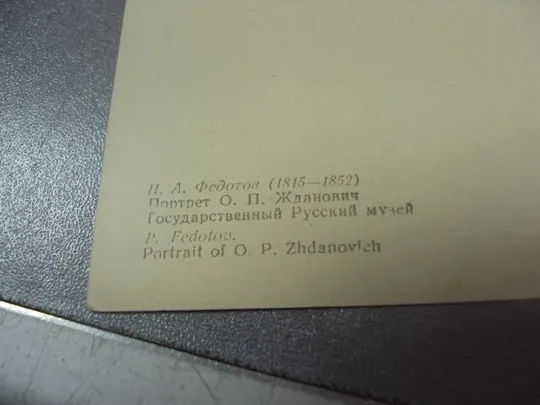 П. А. Федотов (1815—1852)
Портрет О. П. Жданович
Государственный Русский музей
P. Fedotov.
Portrait of O. P. Zhdanovich